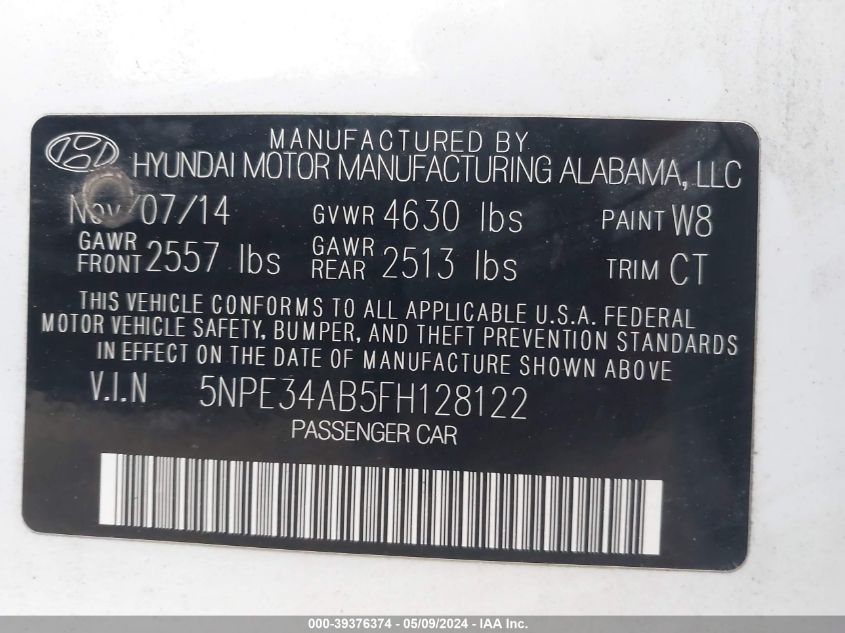 MANUFACTURED BY
HYUNDAI MOTOR MANUFACTURING ALABAMA, LLC
Nov/07/14 GVWR 4630 lbs PAINT W8
GAWR FRONT 2557 lbs GAWR REAR 2513 lbs TRIM CT
THIS VEHICLE CONFORMS TO ALL APPLICABLE U.S.A. FEDERAL
MOTOR VEHICLE SAFETY, BUMPER, AND THEFT PREVENTION STANDARDS
IN EFFECT ON THE DATE OF MANUFACTURE SHOWN ABOVE
V.I.N 5NPE34AB5FH128122
PASSENGER CAR
000-39376374 - 05/09/2024 - IAA Inc.